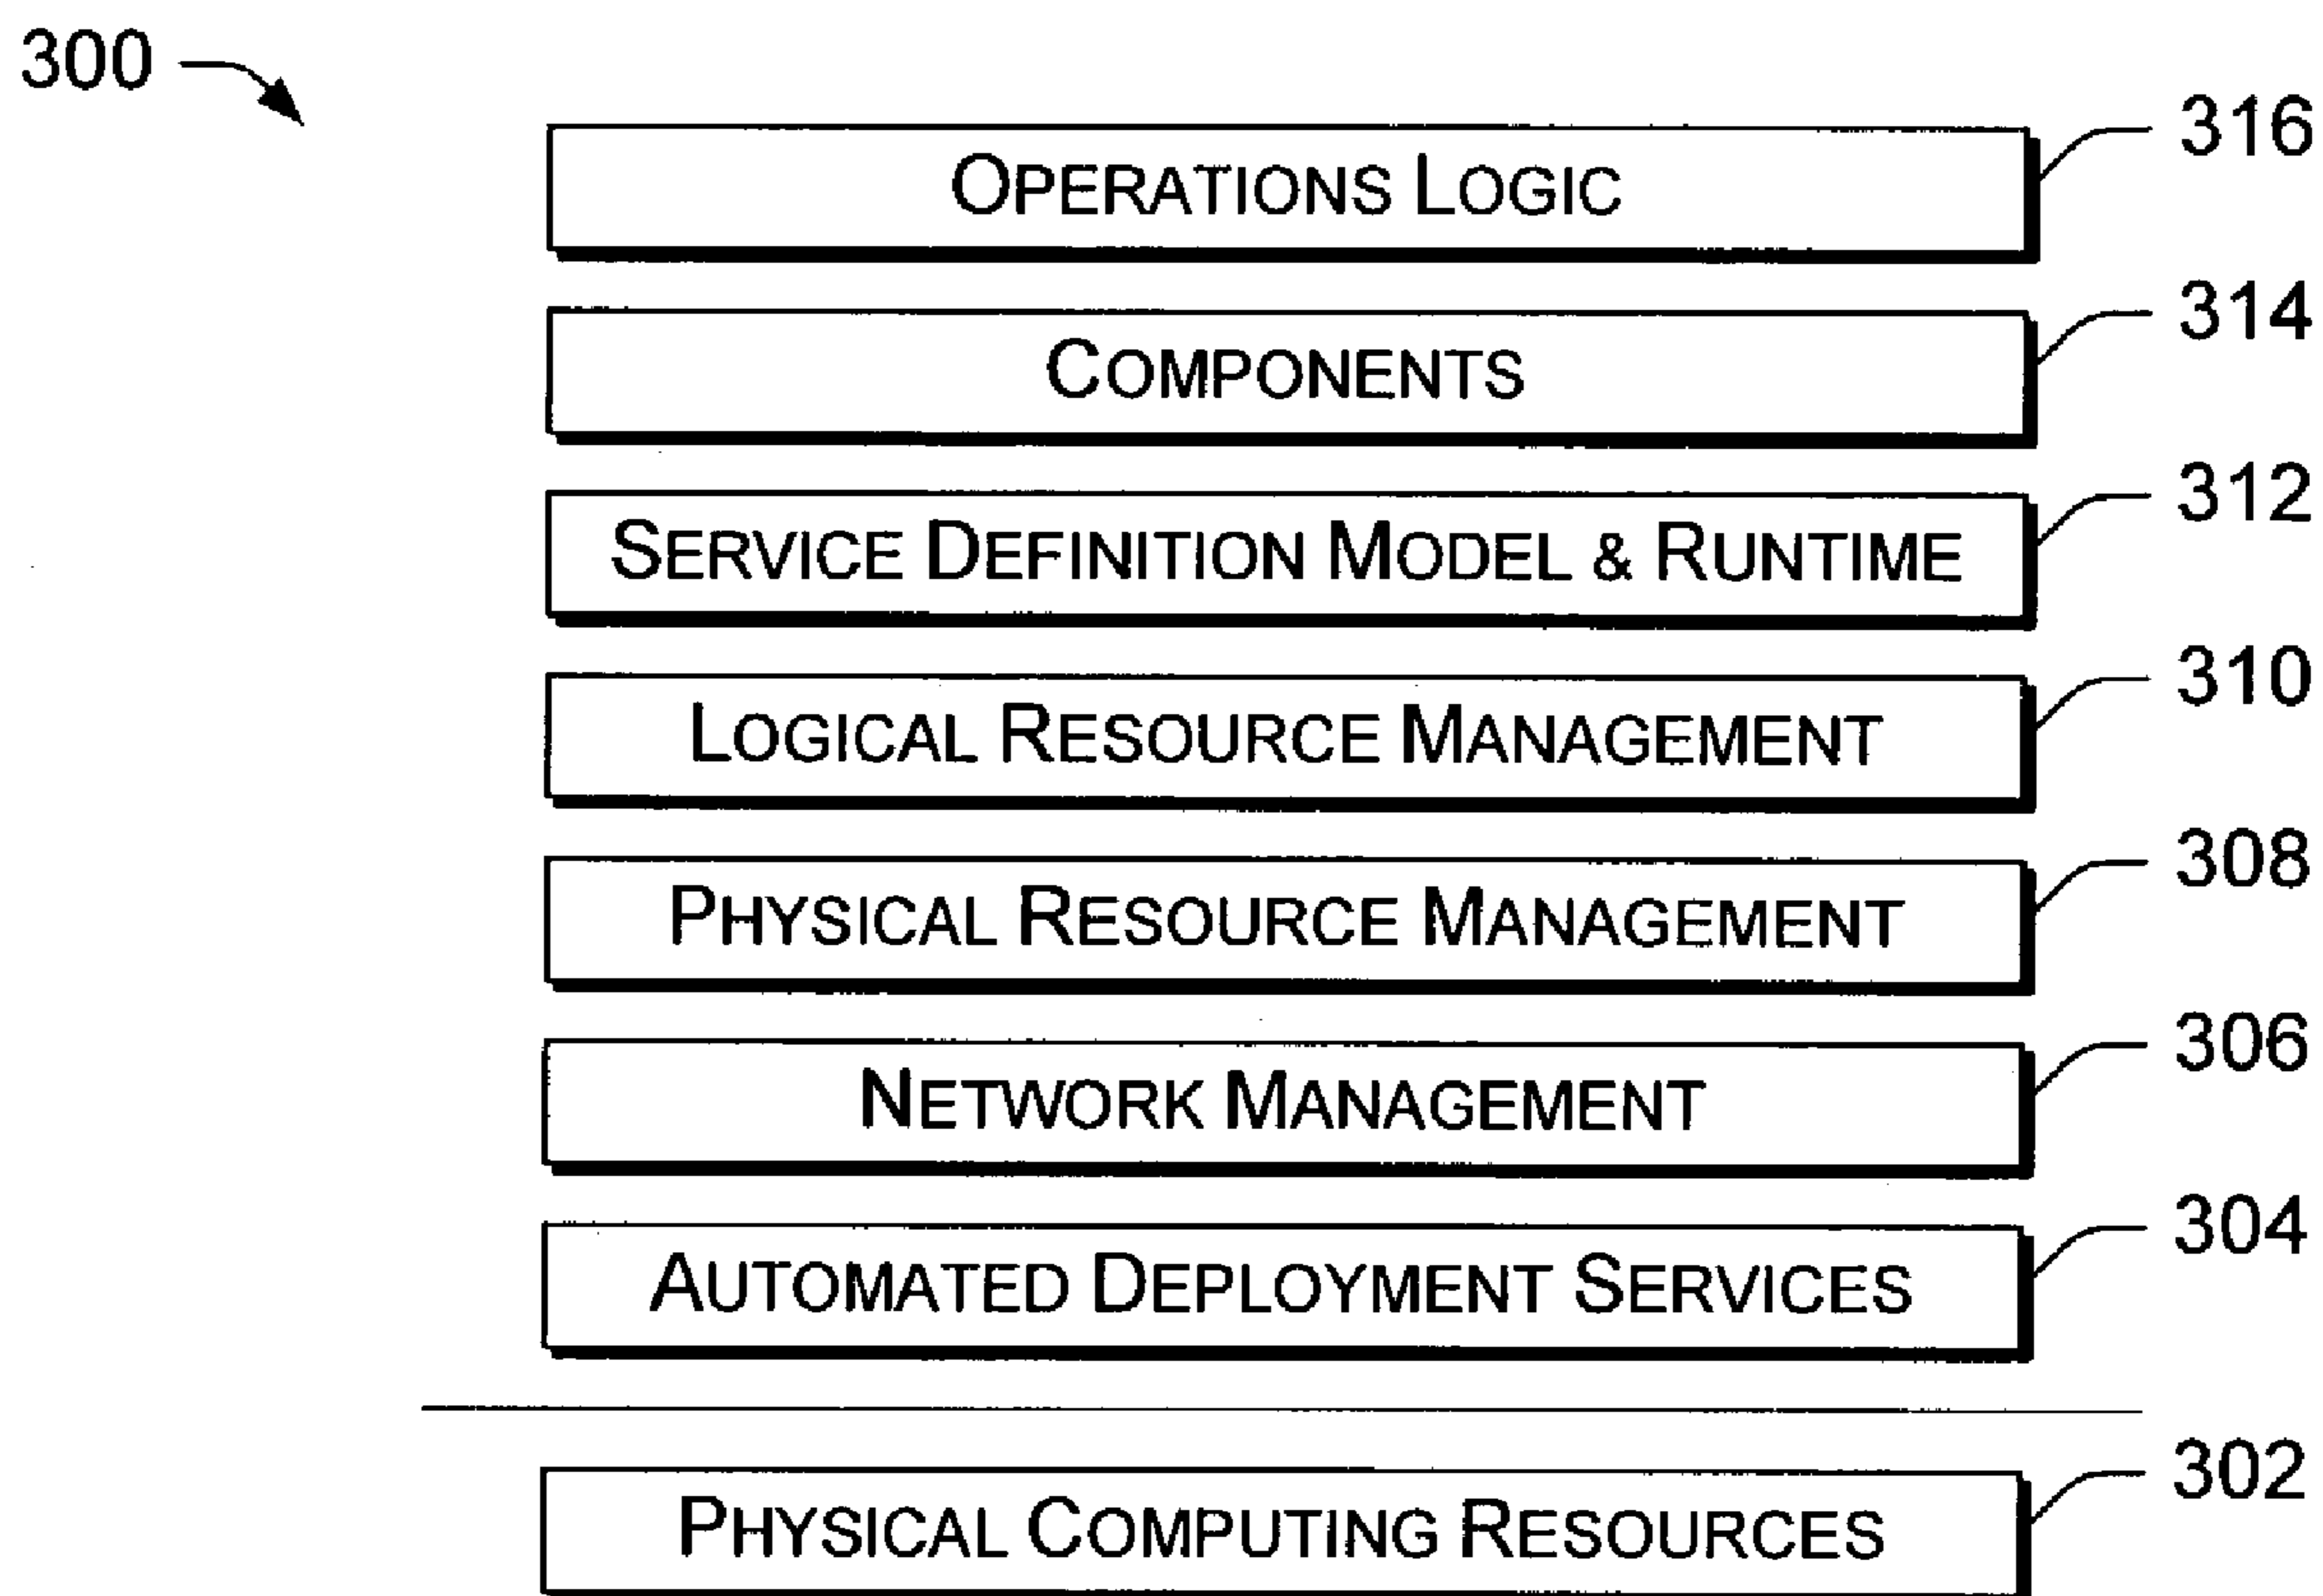 300
OPERATIONS LOGIC 316
COMPONENTS 314
SERVICE DEFINITION MODEL & RUNTIME 312
LOGICAL RESOURCE MANAGEMENT 310
PHYSICAL RESOURCE MANAGEMENT 308
NETWORK MANAGEMENT 306
AUTOMATED DEPLOYMENT SERVICES 304
PHYSICAL COMPUTING RESOURCES 302